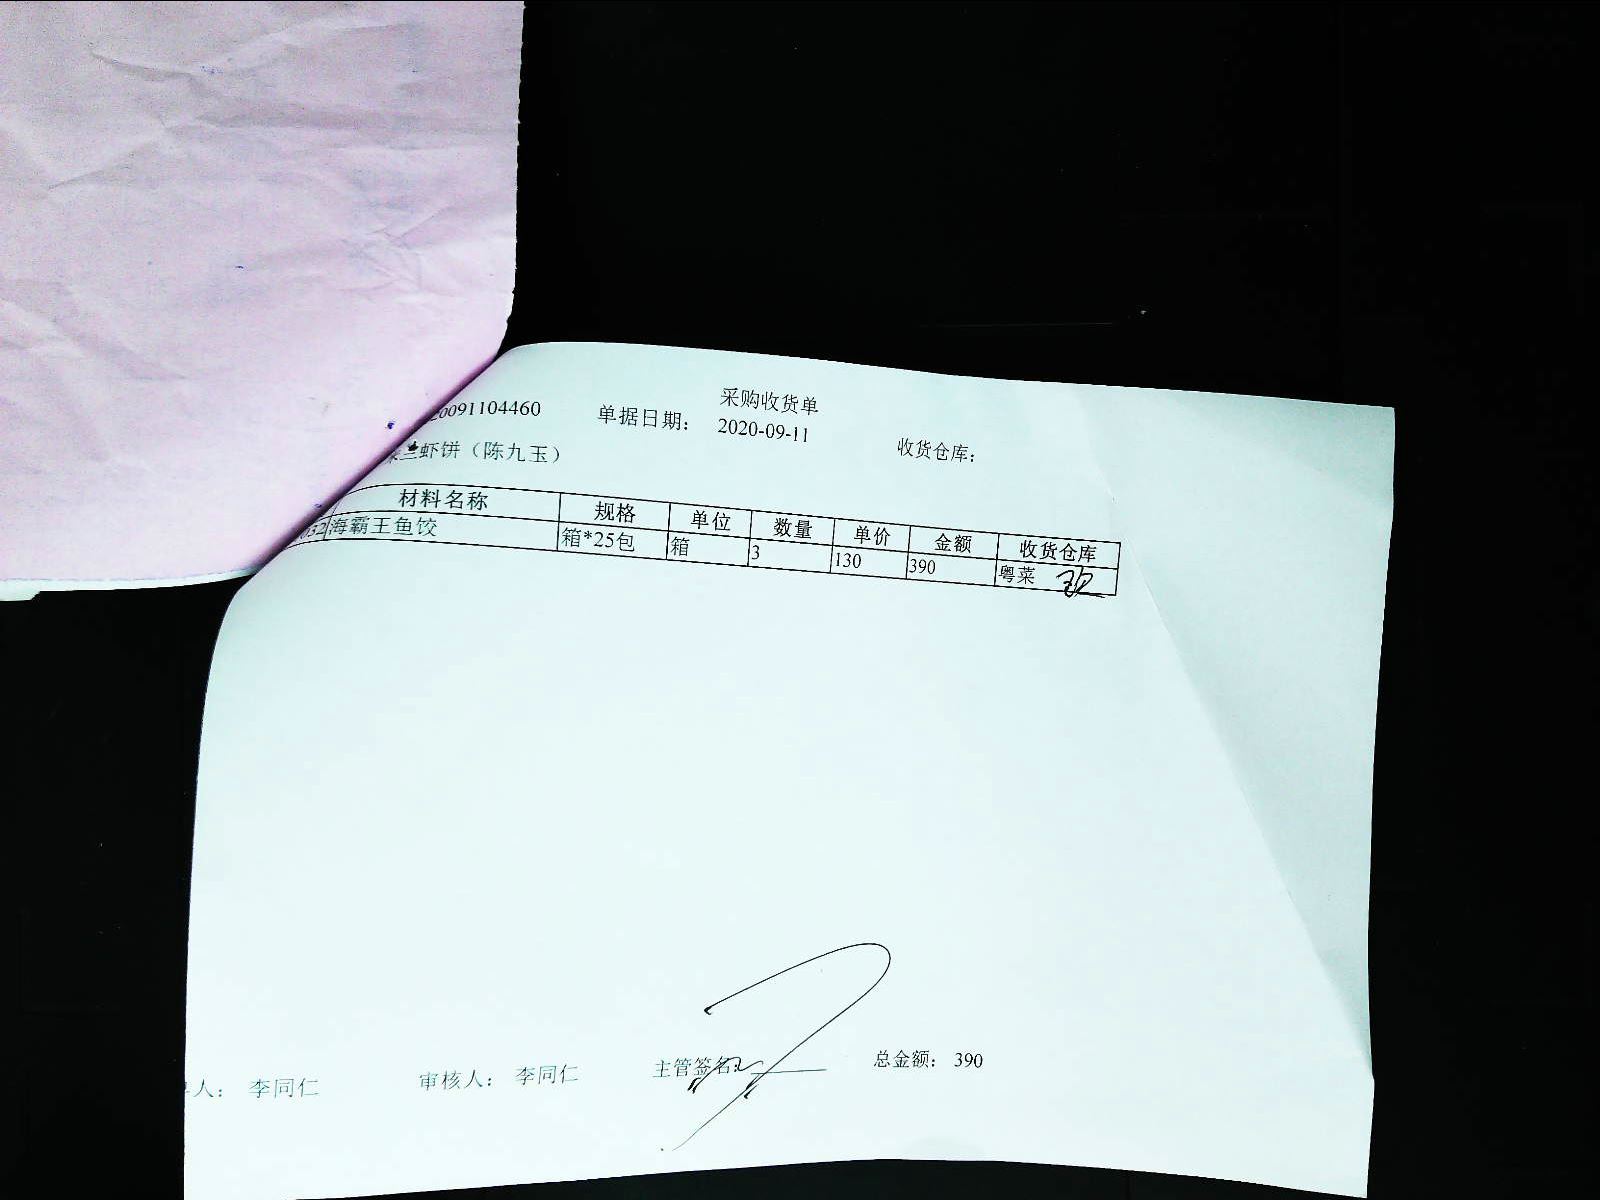 采购收货单
20091104460 单据日期： 2020-09-11 收货仓库：
兰虾饼（陈九玉）
材料名称 规格 单位 数量 单价 金额 收货仓库
032 海霸王鱼饺 箱*25包 箱 3 130 390 粤菜
人： 李同仁 审核人： 李同仁 主管签名： 总金额： 390